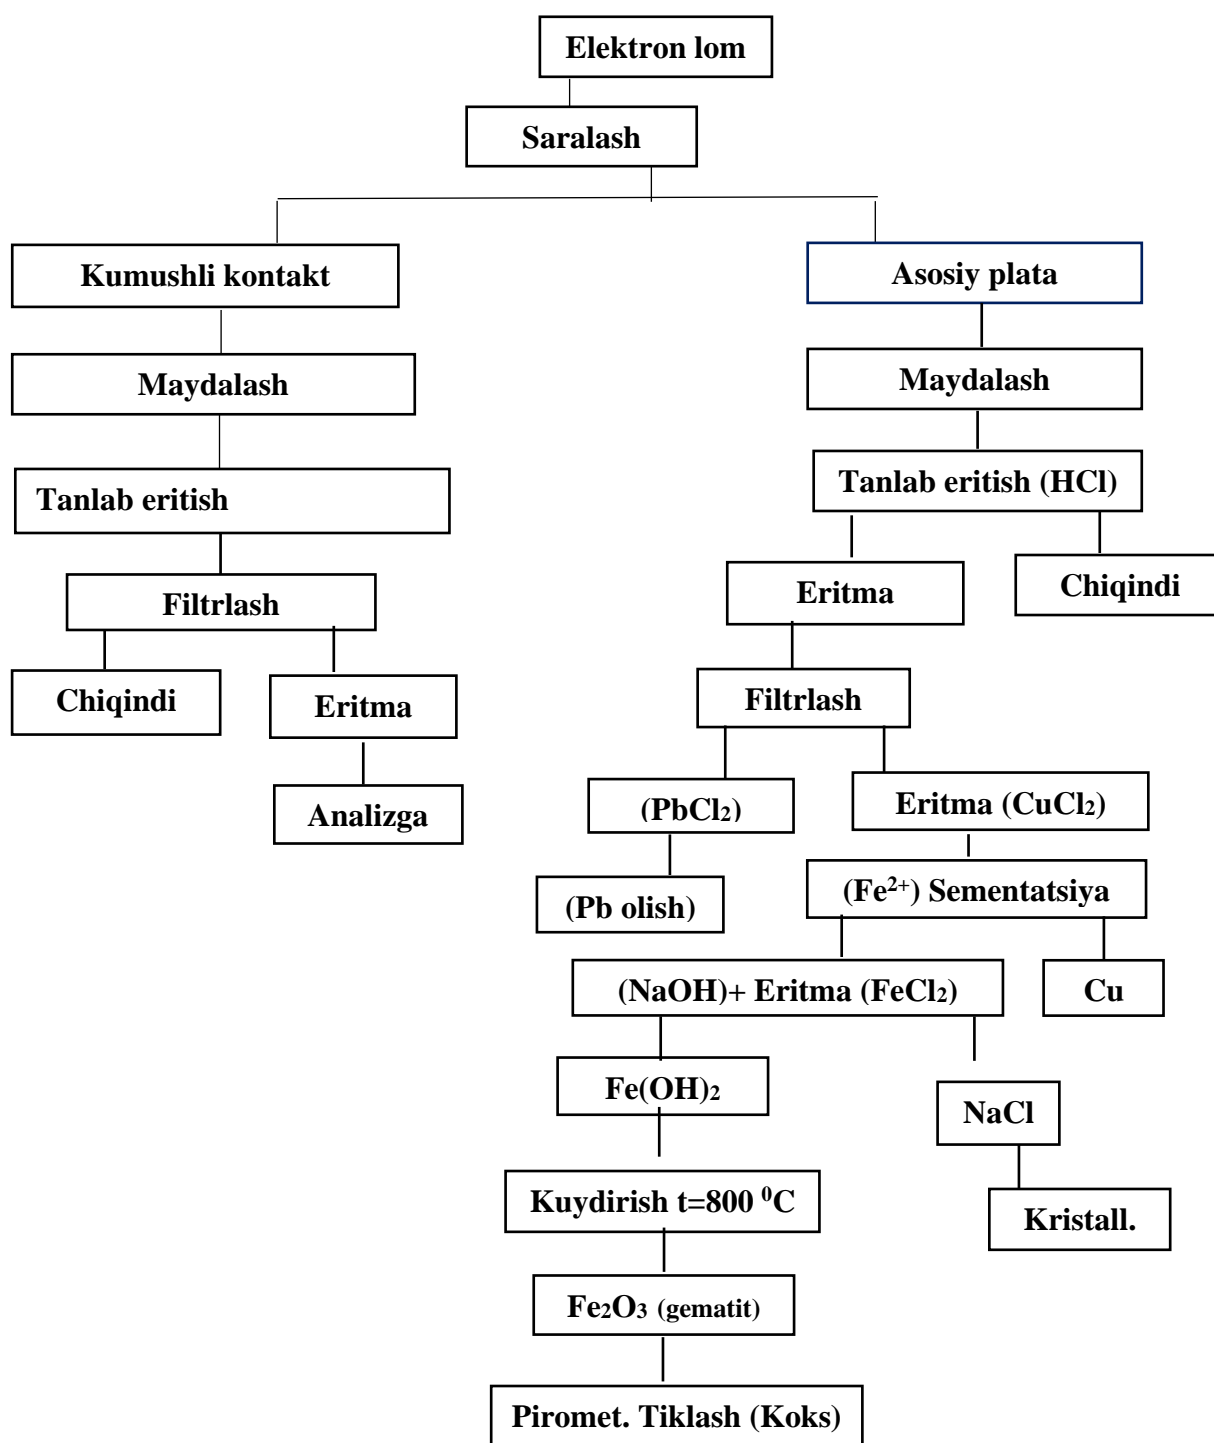 Elektron lom
Saralash
Kumushli kontakt
Asosiy plata
Maydalash
Maydalash
Tanlab eritish
Tanlab eritish (HCl)
Filtrlash
Eritma
Chiqindi
Chiqindi
Eritma
Filtrlash
Analizga
(PbCl₂)
Eritma (CuCl₂)
(Pb olish)
(Fe²⁺) Sementatsiya
(NaOH)+ Eritma (FeCl₂)
Cu
Fe(OH)₂
NaCl
Kuydirish t=800 ⁰C
Kristall.
Fe₂O₃ (gematit)
Piromet. Tiklash (Koks)